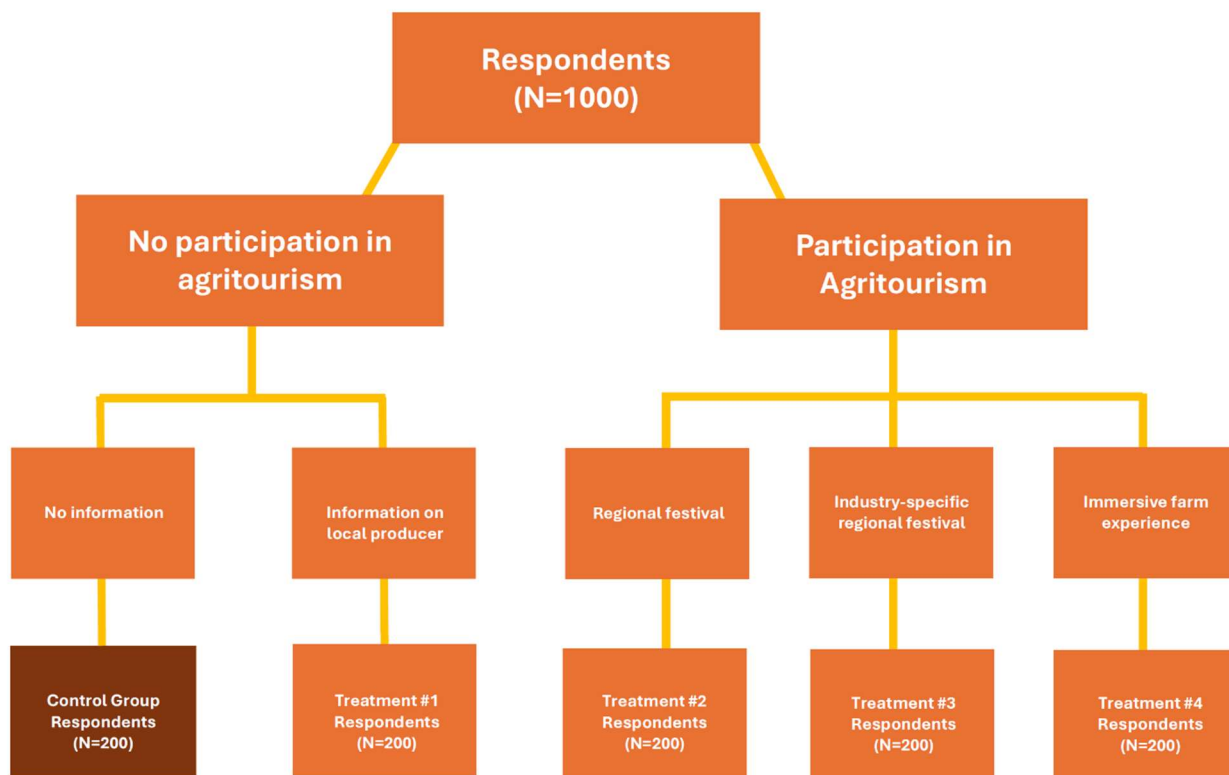 Respondents
(N=1000)
No participation in
agritourism
Participation in
Agritourism
No information
Information on
local producer
Regional festival
Industry-specific
regional festival
Immersive farm
experience
Control Group
Respondents
(N=200)
Treatment #1
Respondents
(N=200)
Treatment #2
Respondents
(N=200)
Treatment #3
Respondents
(N=200)
Treatment #4
Respondents
(N=200)